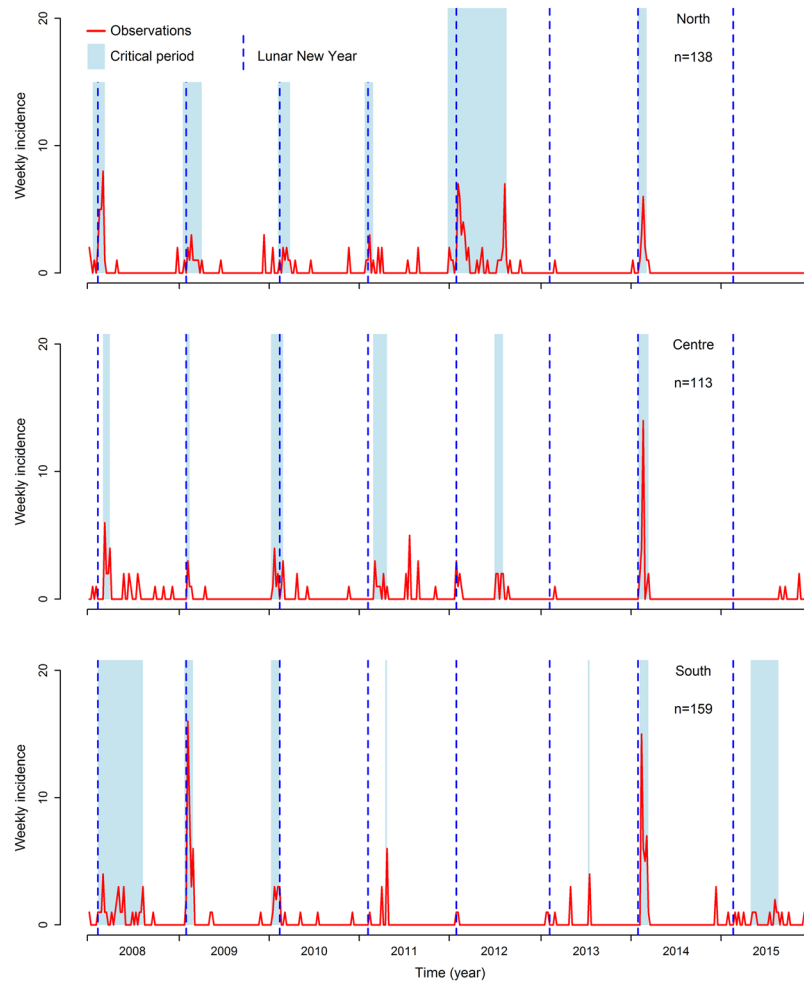 20
10
0
Weekly incidence
Observations
Critical period
Lunar New Year
North
n=138
20
10
0
Weekly incidence
Centre
n=113
20
10
0
Weekly incidence
South
n=159
2008 2009 2010 2011 2012 2013 2014 2015
Time (year)